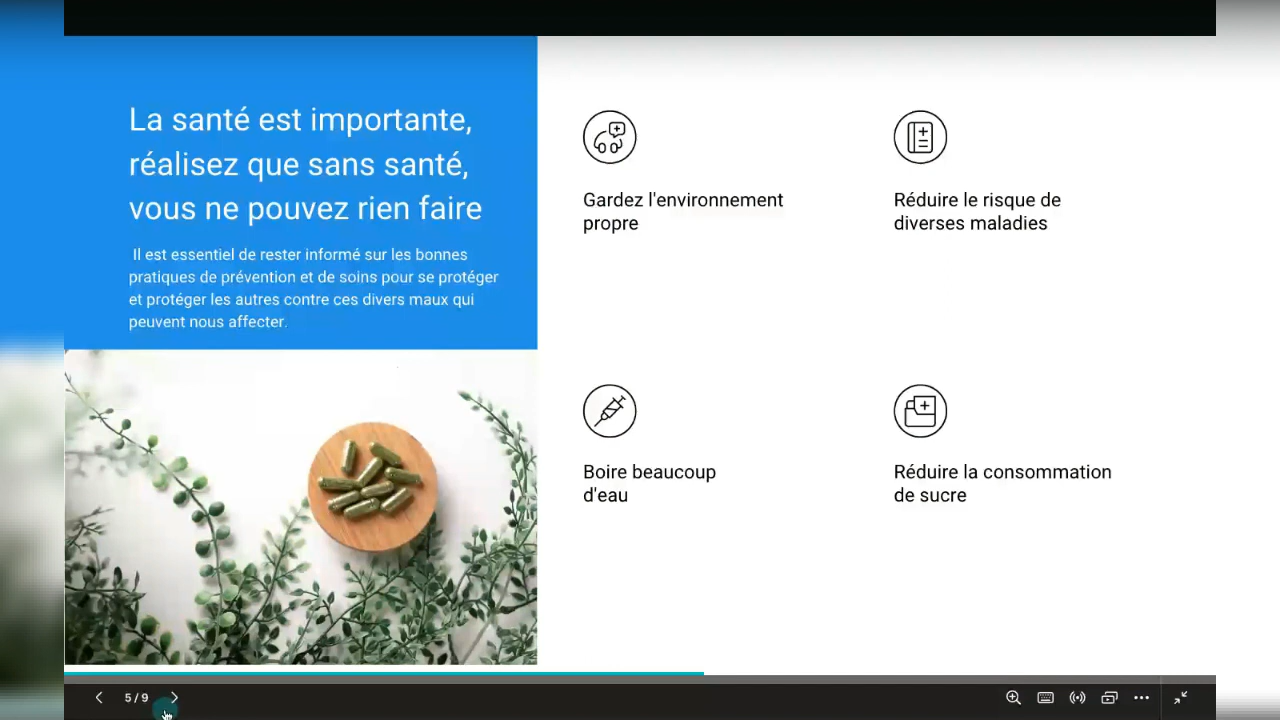 La santé est importante,
réalisez que sans santé,
vous ne pouvez rien faire
Il est essentiel de rester informé sur les bonnes
pratiques de prévention et de soins pour se protéger
et protéger les autres contre ces divers maux qui
peuvent nous affecter.
Gardez l'environnement
propre
Réduire le risque de
diverses maladies
Boire beaucoup
d'eau
Réduire la consommation
de sucre
5 / 9